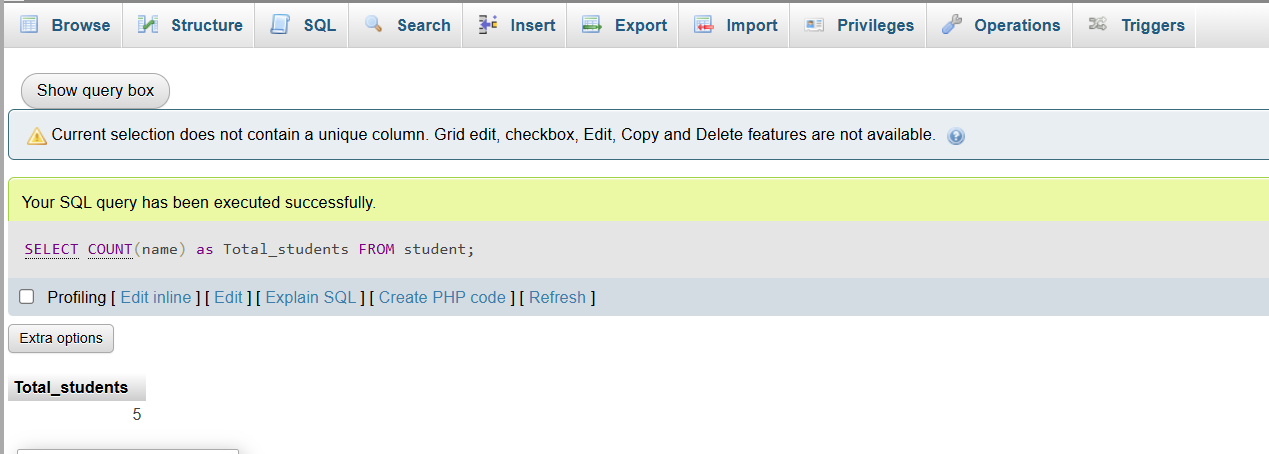 Browse Structure SQL Search Insert Export Import Privileges Operations Triggers
Show query box
Current selection does not contain a unique column. Grid edit, checkbox, Edit, Copy and Delete features are not available.
Your SQL query has been executed successfully.
SELECT COUNT(name) as Total_students FROM student;
Profiling [ Edit inline ] [ Edit ] [ Explain SQL ] [ Create PHP code ] [ Refresh ]
Extra options
Total_students
5